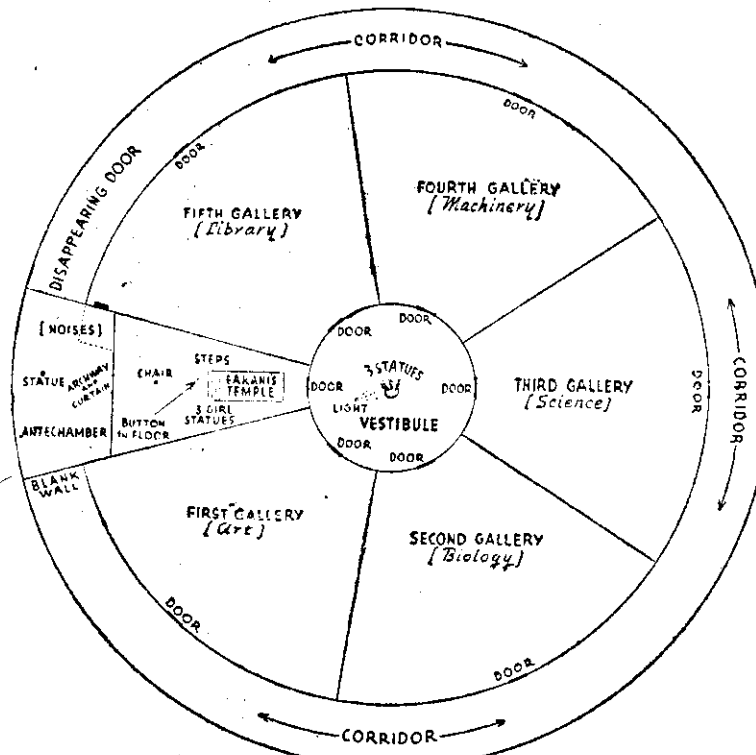 CORRIDOR
DOOR
DOOR
DISAPPEARING DOOR
FIFTH GALLERY
[Library]
FOURTH GALLERY
[Machinery]
[NOISES]
STATUE
ARCHWAY
AND
CURTAIN
ANTECHAMBER
CHAIR
STEPS
TEMPLE
BUTTON
IN FLOOR
3 GIRL
STATUES
DOOR
DOOR
DOOR
3 STATUES
DOOR
LIGHT
VESTIBULE
DOOR
DOOR
THIRD GALLERY
[Science]
DOOR
CORRIDOR
BLANK
WALL
FIRST GALLERY
[Art]
SECOND GALLERY
[Biology]
DOOR
DOOR
CORRIDOR